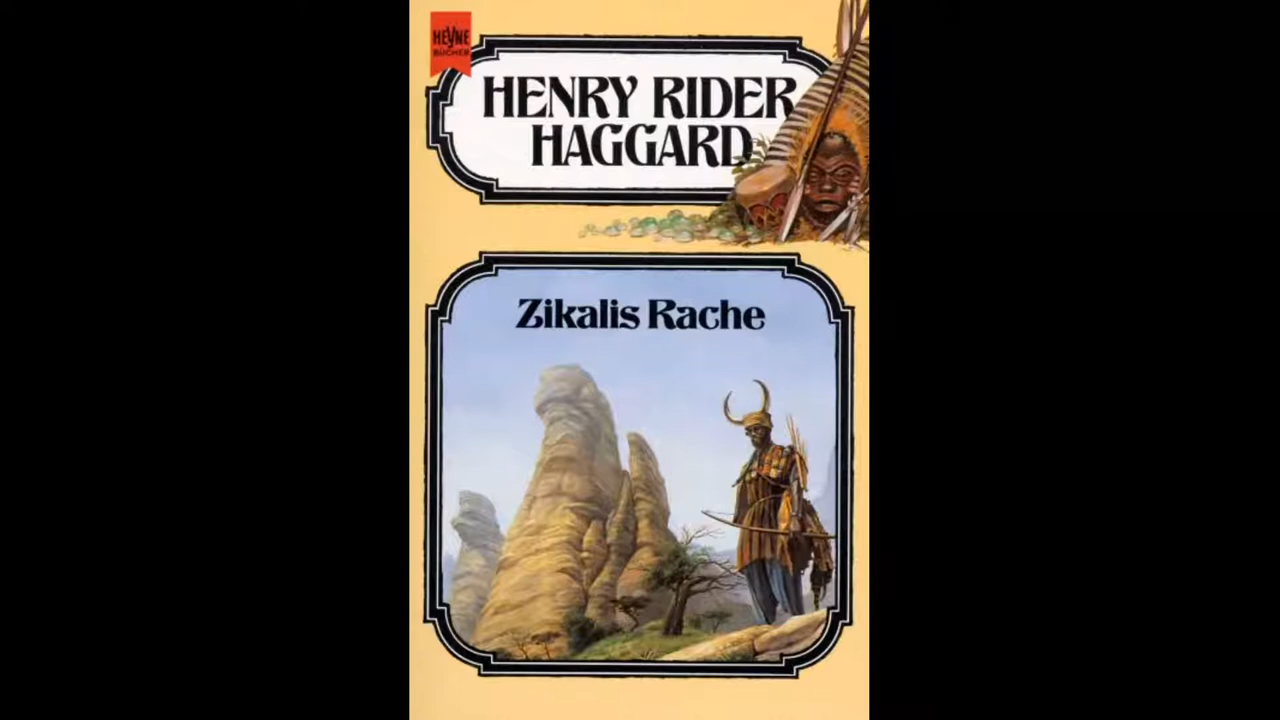 HEYNE
BÜCHER
HENRY RIDER
HAGGARD
Zikalis Rache